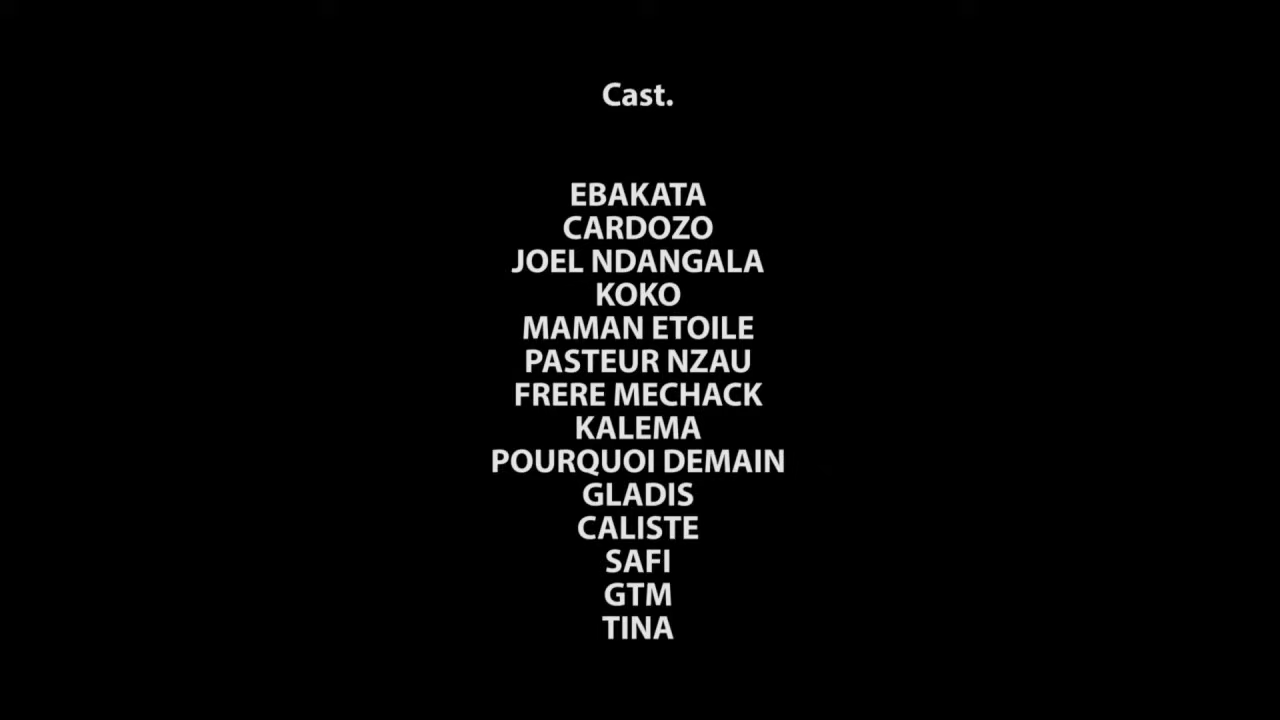 Cast.
EBAKATA
CARDOZO
JOEL NDANGALA
KOKO
MAMAN ETOILE
PASTEUR NZAU
FRERE MECHACK
KALEMA
POURQUOI DEMAIN
GLADIS
CALISTE
SAFI
GTM
TINA